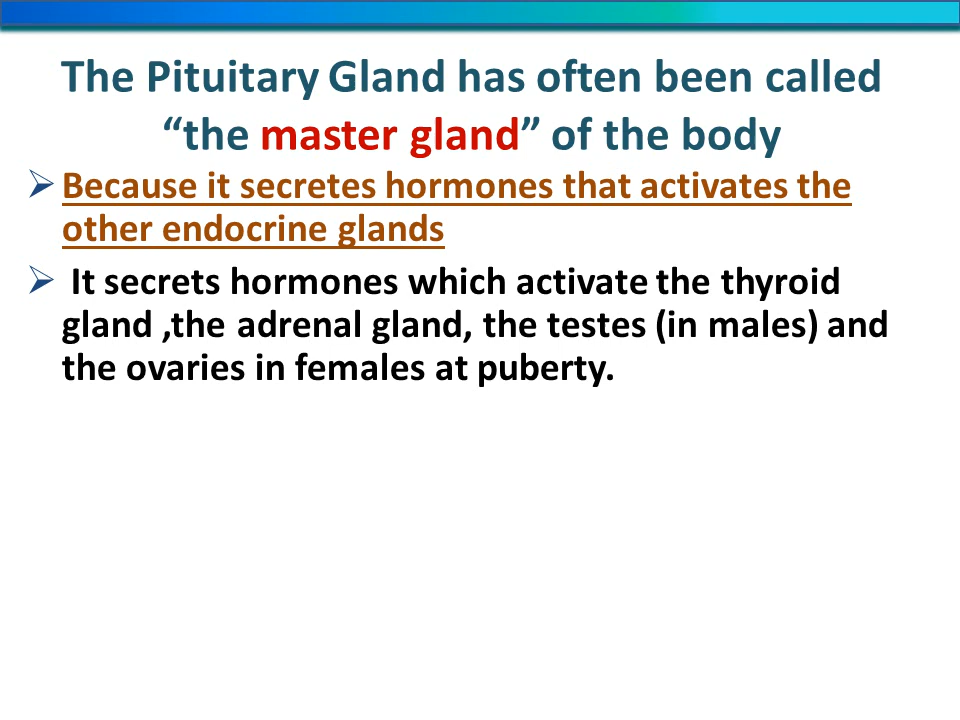 The Pituitary Gland has often been called
“the master gland” of the body
Because it secretes hormones that activates the
other endocrine glands
It secrets hormones which activate the thyroid
gland ,the adrenal gland, the testes (in males) and
the ovaries in females at puberty.